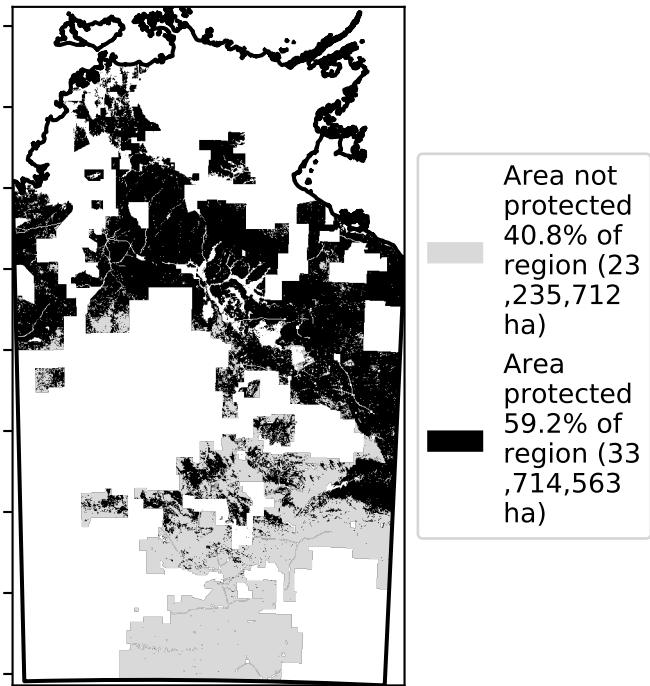 Area not
protected
40.8% of
region (23
,235,712
ha)
Area
protected
59.2% of
region (33
,714,563
ha)